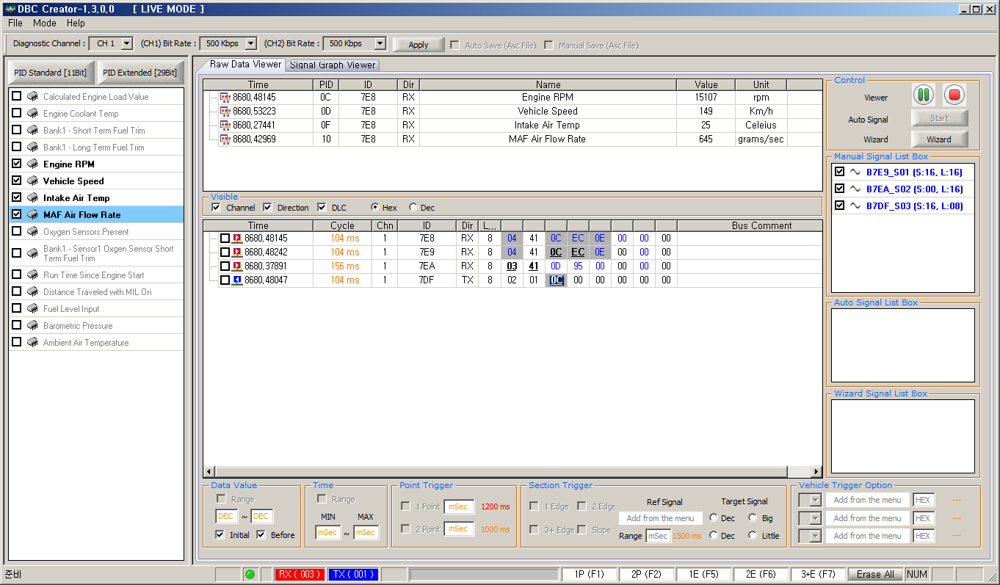 DBC Creator-1,3,0,0 [ LIVE MODE ]
File Mode Help
Diagnostic Channel : CH 1 (CH1) Bit Rate : 500 Kbps (CH2) Bit Rate : 500 Kbps Apply Auto Save (Asc File) Manual Save (Asc File)
PID Standard [11Bit] PID Extended [29Bit]
Calculated Engine Load Value
Engine Coolant Temp
Bank1 - Short Term Fuel Trim
Bank1 - Long Term Fuel Trim
Engine RPM
Vehicle Speed
Intake Air Temp
MAF Air Flow Rate
Oxygen Sensors Present
Bank1 - Sensor1 Oxgen Sensor Short
Term Fuel Trim
Run Time Since Engine Start
Distance Traveled with MIL On
Fuel Level Input
Barometric Pressure
Ambient Air Temperature
Raw Data Viewer Signal Graph Viewer
Time PID ID Dir Name Value Unit
8680,48145 0C 7E8 RX Engine RPM 15107 rpm
8680,53223 0D 7E8 RX Vehicle Speed 149 Km/h
8680,27441 0F 7E8 RX Intake Air Temp 25 Celeius
8680,42969 10 7E8 RX MAF Air Flow Rate 645 grams/sec
Visible
Channel Direction DLC Hex Dec
Time Cycle Chn ID Dir L... Bus Comment
8680,48145 104 ms 1 7E8 RX 8 04 41 0C EC 0E 00 00 00
8680,48242 104 ms 1 7E9 RX 8 04 41 0C EC 0E 00 00 00
8680,37891 156 ms 1 7EA RX 8 03 41 0D 95 00 00 00 00
8680,48047 104 ms 1 7DF TX 8 02 01 0C 00 00 00 00 00
Control
Viewer
Auto Signal Start
Wizard Wizard
Manual Signal List Box
B7E9_S01 (S:16, L:16)
B7EA_S02 (S:00, L:16)
B7DF_S03 (S:16, L:08)
Auto Signal List Box
Wizard Signal List Box
Data Value
Range
DEC ~ DEC
Initial Before
Time
Range
MIN MAX
mSec ~ mSec
Point Trigger
1 Point mSec 1200 ms
2 Point mSec 1000 ms
Section Trigger
1 Edge 2 Edge
3+ Edge Slope
Ref Signal
Add from the menu
Range mSec 1500 ms
Target Signal
Dec Big
Dec Little
Vehicle Trigger Option
Add from the menu HEX ---
Add from the menu HEX ---
Add from the menu HEX ---
준비 RX ( 003 ) TX ( 001 ) 1P (F1) 2P (F2) 1E (F5) 2E (F6) 3+E (F7) Erase All NUM